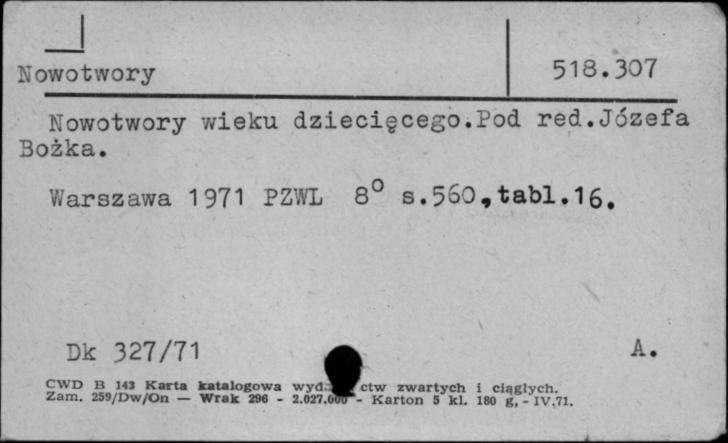 Nowotwory 518.307
Nowotwory wieku dziecięcego.Pod red.Józefa
Bożka.
Warszawa 1971 PZWL 8° s.560,tabl.16.
Dk 327/71 A.
CWD B 143 Karta katalogowa wyd. ctw zwartych i ciągłych.
Zam. 259/Dw/On — Wrak 296 - 2.027.000 - Karton 5 kl. 180 g. - IV.71.